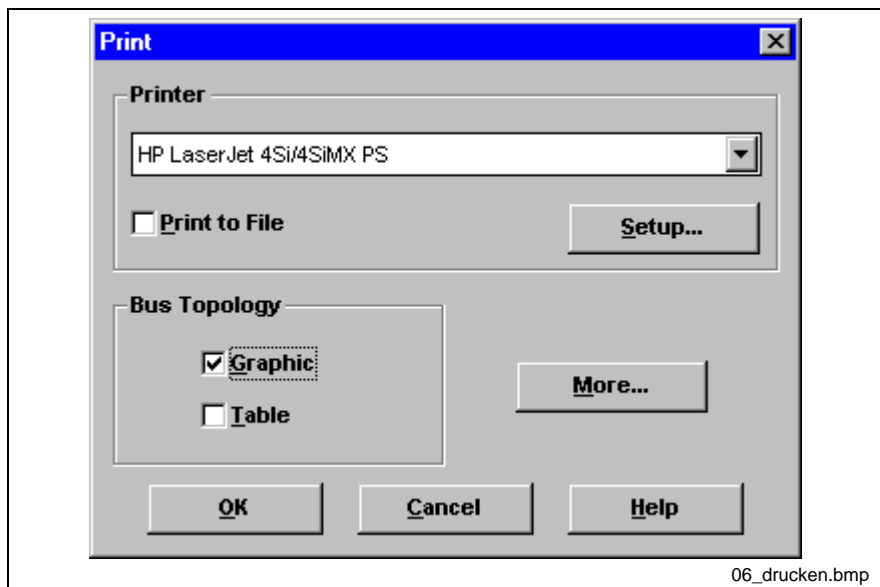 Print
Printer
HP LaserJet 4Si/4SiMX PS
Print to File
Setup...
Bus Topology
Graphic
More...
Table
OK Cancel Help
06_drucken.bmp